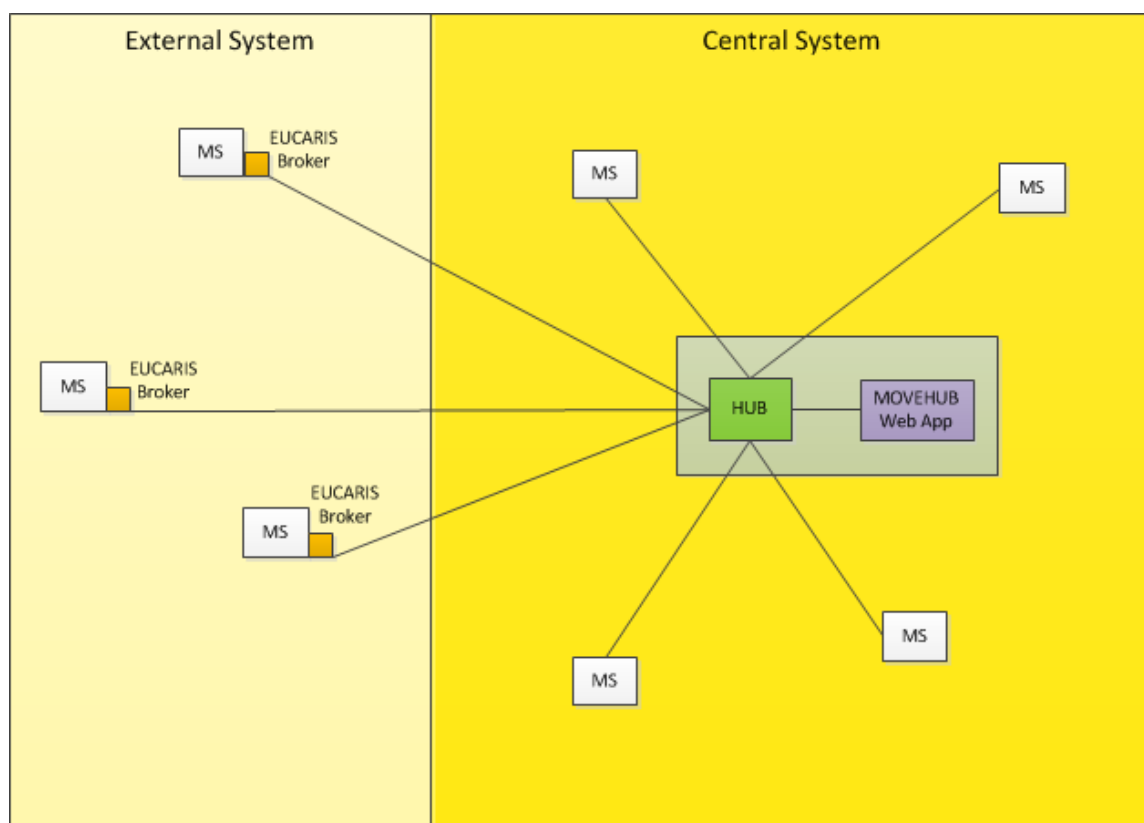 External System
Central System
MS
EUCARIS
Broker
MS
MS
MS
EUCARIS
Broker
HUB
MOVEHUB
Web App
MS
EUCARIS
Broker
MS
MS